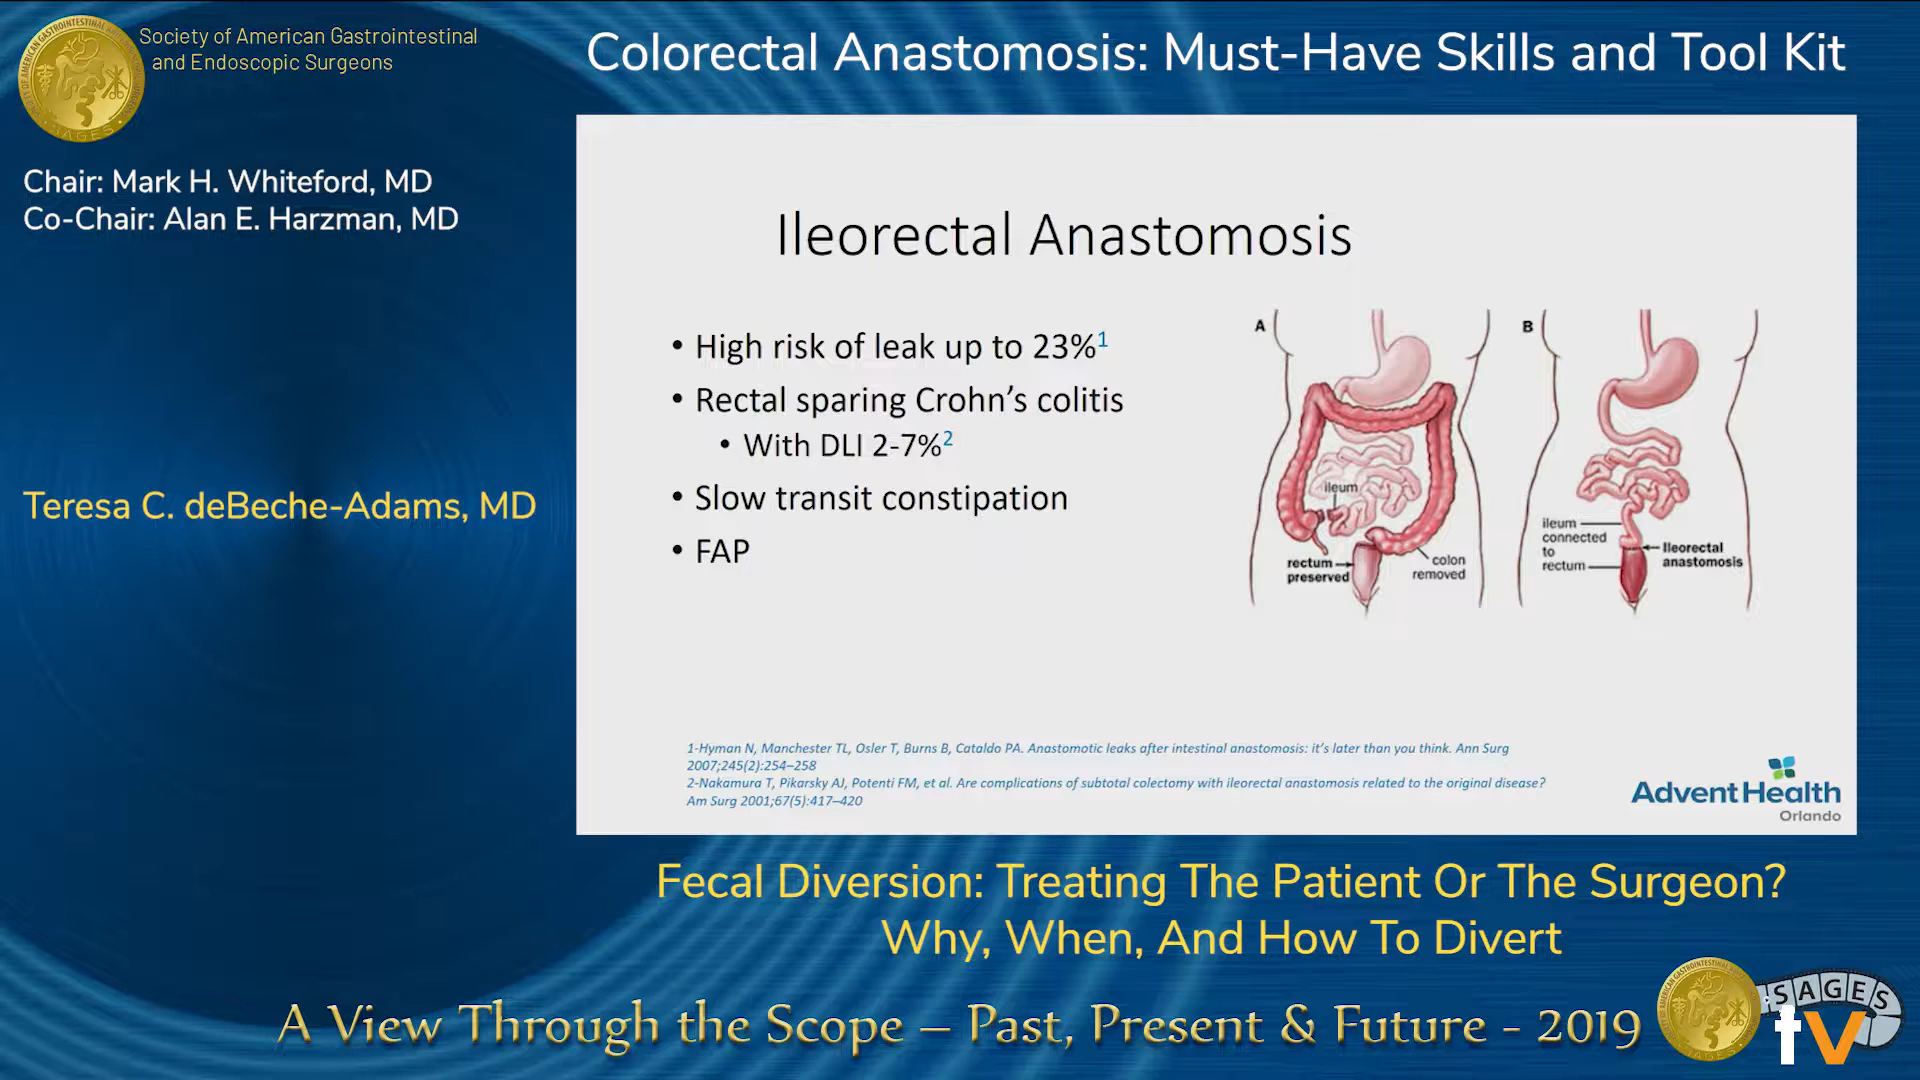 Society of American Gastrointestinal
and Endoscopic Surgeons
Colorectal Anastomosis: Must-Have Skills and Tool Kit
Chair: Mark H. Whiteford, MD
Co-Chair: Alan E. Harzman, MD
Teresa C. deBeche-Adams, MD
Ileorectal Anastomosis
• High risk of leak up to 23%1
• Rectal sparing Crohn's colitis
• With DLI 2-7%2
• Slow transit constipation
• FAP
A
ileum
rectum
preserved
colon
removed
B
ileum
connected
to
rectum
Ileorectal
anastomosis
1-Hyman N, Manchester TL, Osler T, Burns B, Cataldo PA. Anastomotic leaks after intestinal anastomosis: it's later than you think. Ann Surg
2007;245(2):254–258
2-Nakamura T, Pikarsky AJ, Potenti FM, et al. Are complications of subtotal colectomy with ileorectal anastomosis related to the original disease?
Am Surg 2001;67(5):417–420
AdventHealth
Orlando
Fecal Diversion: Treating The Patient Or The Surgeon?
Why, When, And How To Divert
A View Through the Scope – Past, Present & Future - 2019
SAGES
tv